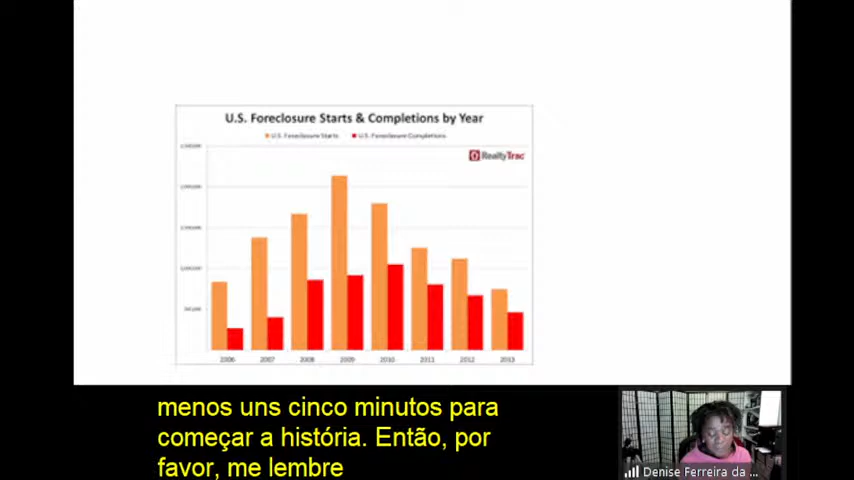 U.S. Foreclosure Starts & Completions by Year
U.S. Foreclosure Starts U.S. Foreclosure Completions
RealtyTrac
2006 2007 2008 2009 2010 2011 2012 2013
menos uns cinco minutos para
começar a história. Então, por
favor, me lembre
Denise Ferreira da ...